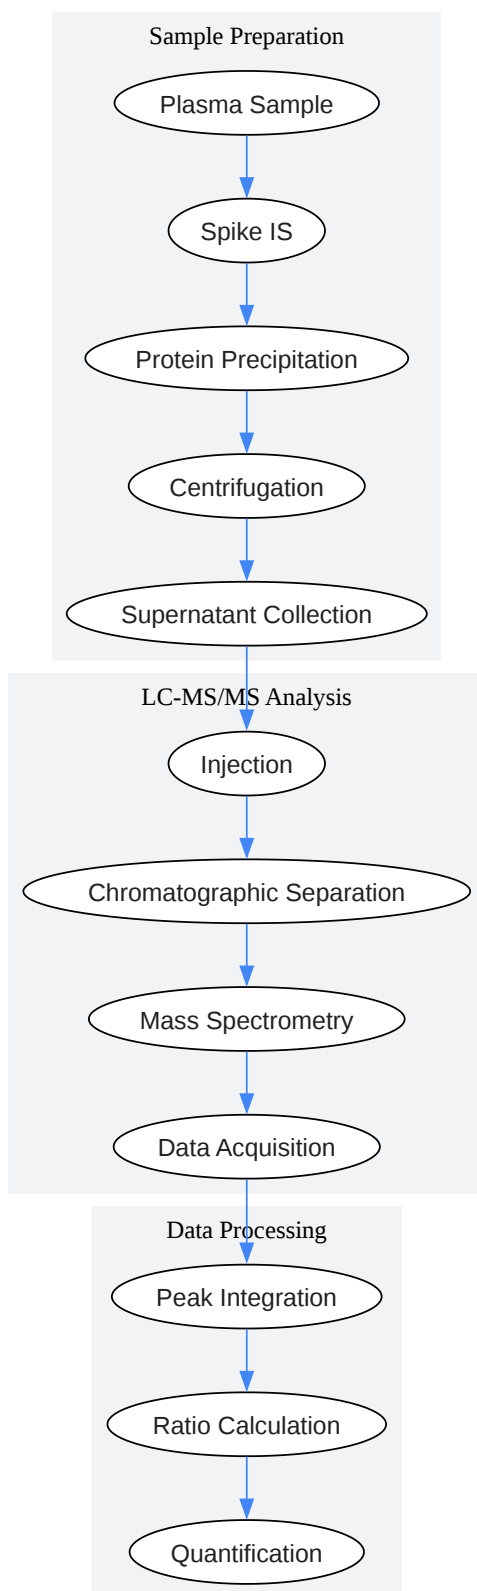 Sample Preparation
Plasma Sample
Spike IS
Protein Precipitation
Centrifugation
Supernatant Collection
LC-MS/MS Analysis
Injection
Chromatographic Separation
Mass Spectrometry
Data Acquisition
Data Processing
Peak Integration
Ratio Calculation
Quantification